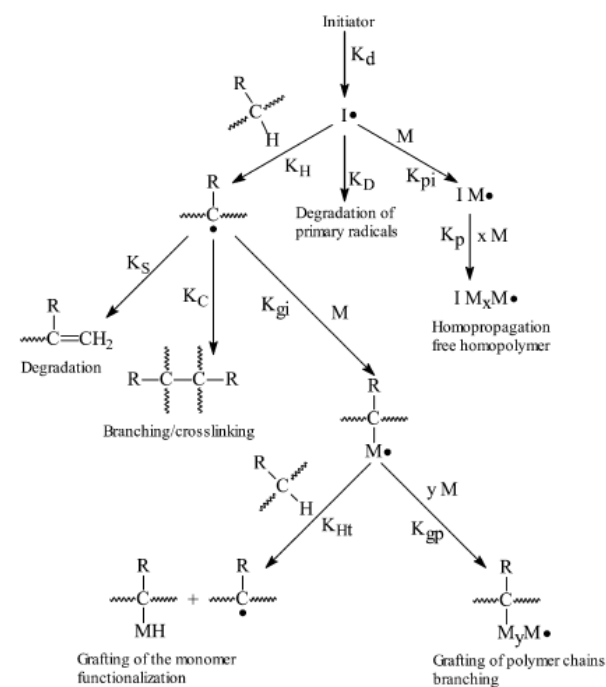 Initiator
Kd
R
C
H
I•
M
KH
KD
Kpi
I M•
R
C
•
Degradation of
primary radicals
Kp x M
KS
KC
Kgi
M
I MxM•
Homopropagation
free homopolymer
R
C=CH2
Degradation
R—C—C—R
Branching/crosslinking
R
C
M•
R
C
H
y M
KHt
Kgp
R
C
MH
+
R
C
•
R
C
MyM•
Grafting of the monomer
functionalization
Grafting of polymer chains
branching